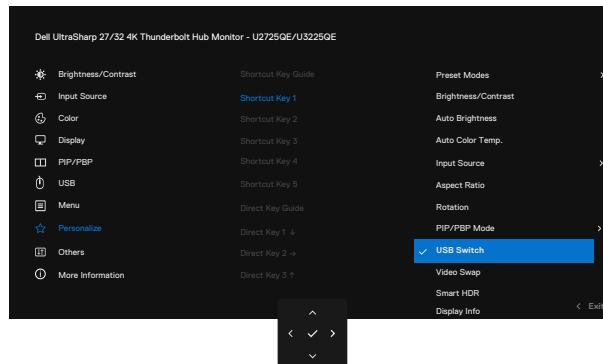 Dell UltraSharp 27/32 4K Thunderbolt Hub Monitor - U2725QE/U3225QE
Brightness/Contrast
Input Source
Color
Display
PIP/PBP
USB
Menu
Personalize
Others
More Information
Shortcut Key Guide
Shortcut Key 1
Shortcut Key 2
Shortcut Key 3
Shortcut Key 4
Shortcut Key 5
Direct Key Guide
Direct Key 1 ↓
Direct Key 2 →
Direct Key 3 ↑
Preset Modes
Brightness/Contrast
Auto Brightness
Auto Color Temp.
Input Source
Aspect Ratio
Rotation
PIP/PBP Mode
USB Switch
Video Swap
Smart HDR
Display Info
Exit